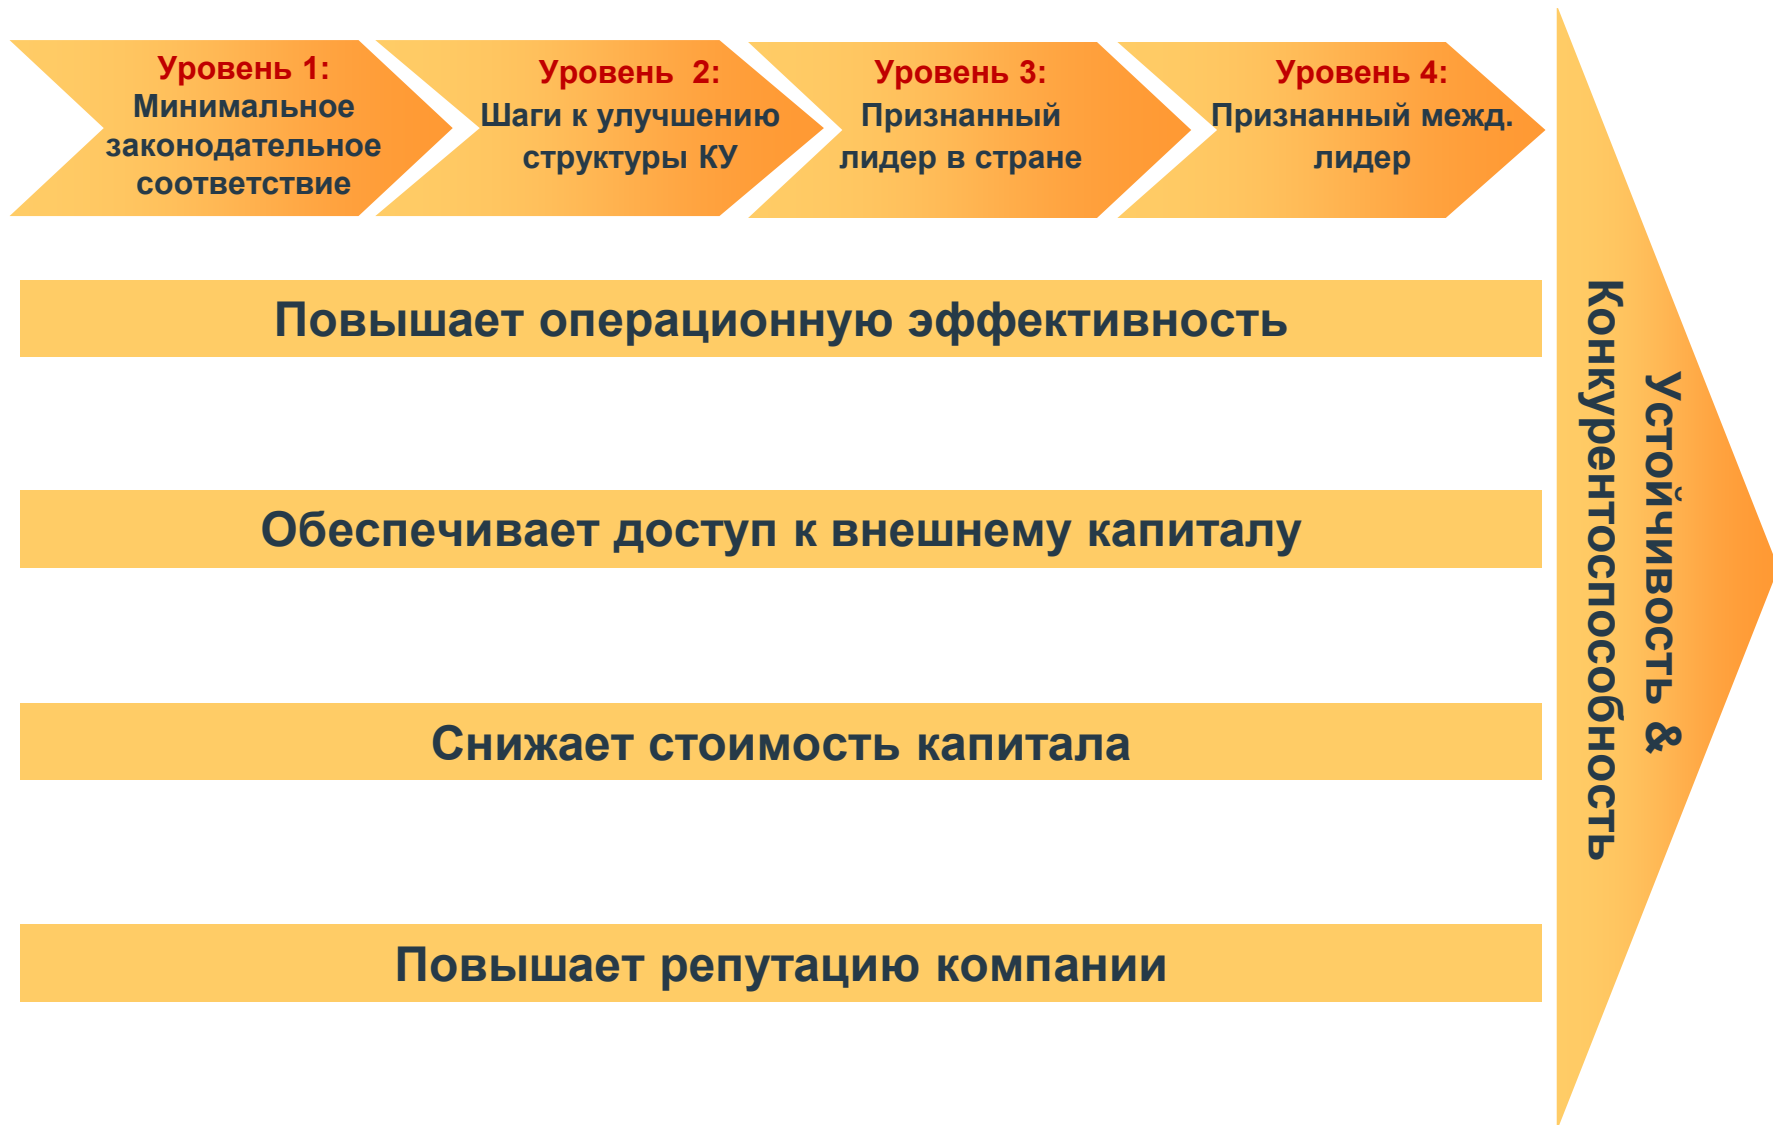 Уровень 1:
Минимальное
законодательное
соответствие
Уровень 2:
Шаги к улучшению
структуры КУ
Уровень 3:
Признанный
лидер в стране
Уровень 4:
Признанный межд.
лидер
Повышает операционную эффективность
Обеспечивает доступ к внешнему капиталу
Снижает стоимость капитала
Повышает репутацию компании
Устойчивость &
Конкурентоспособность